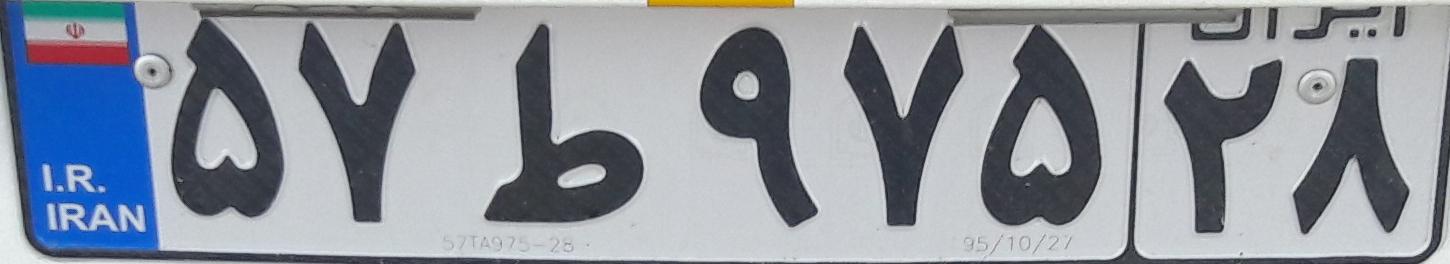 ایران
۵۷ ط ۹۷۵ ۲۸
I.R.
IRAN
57TA975-28
95/10/27